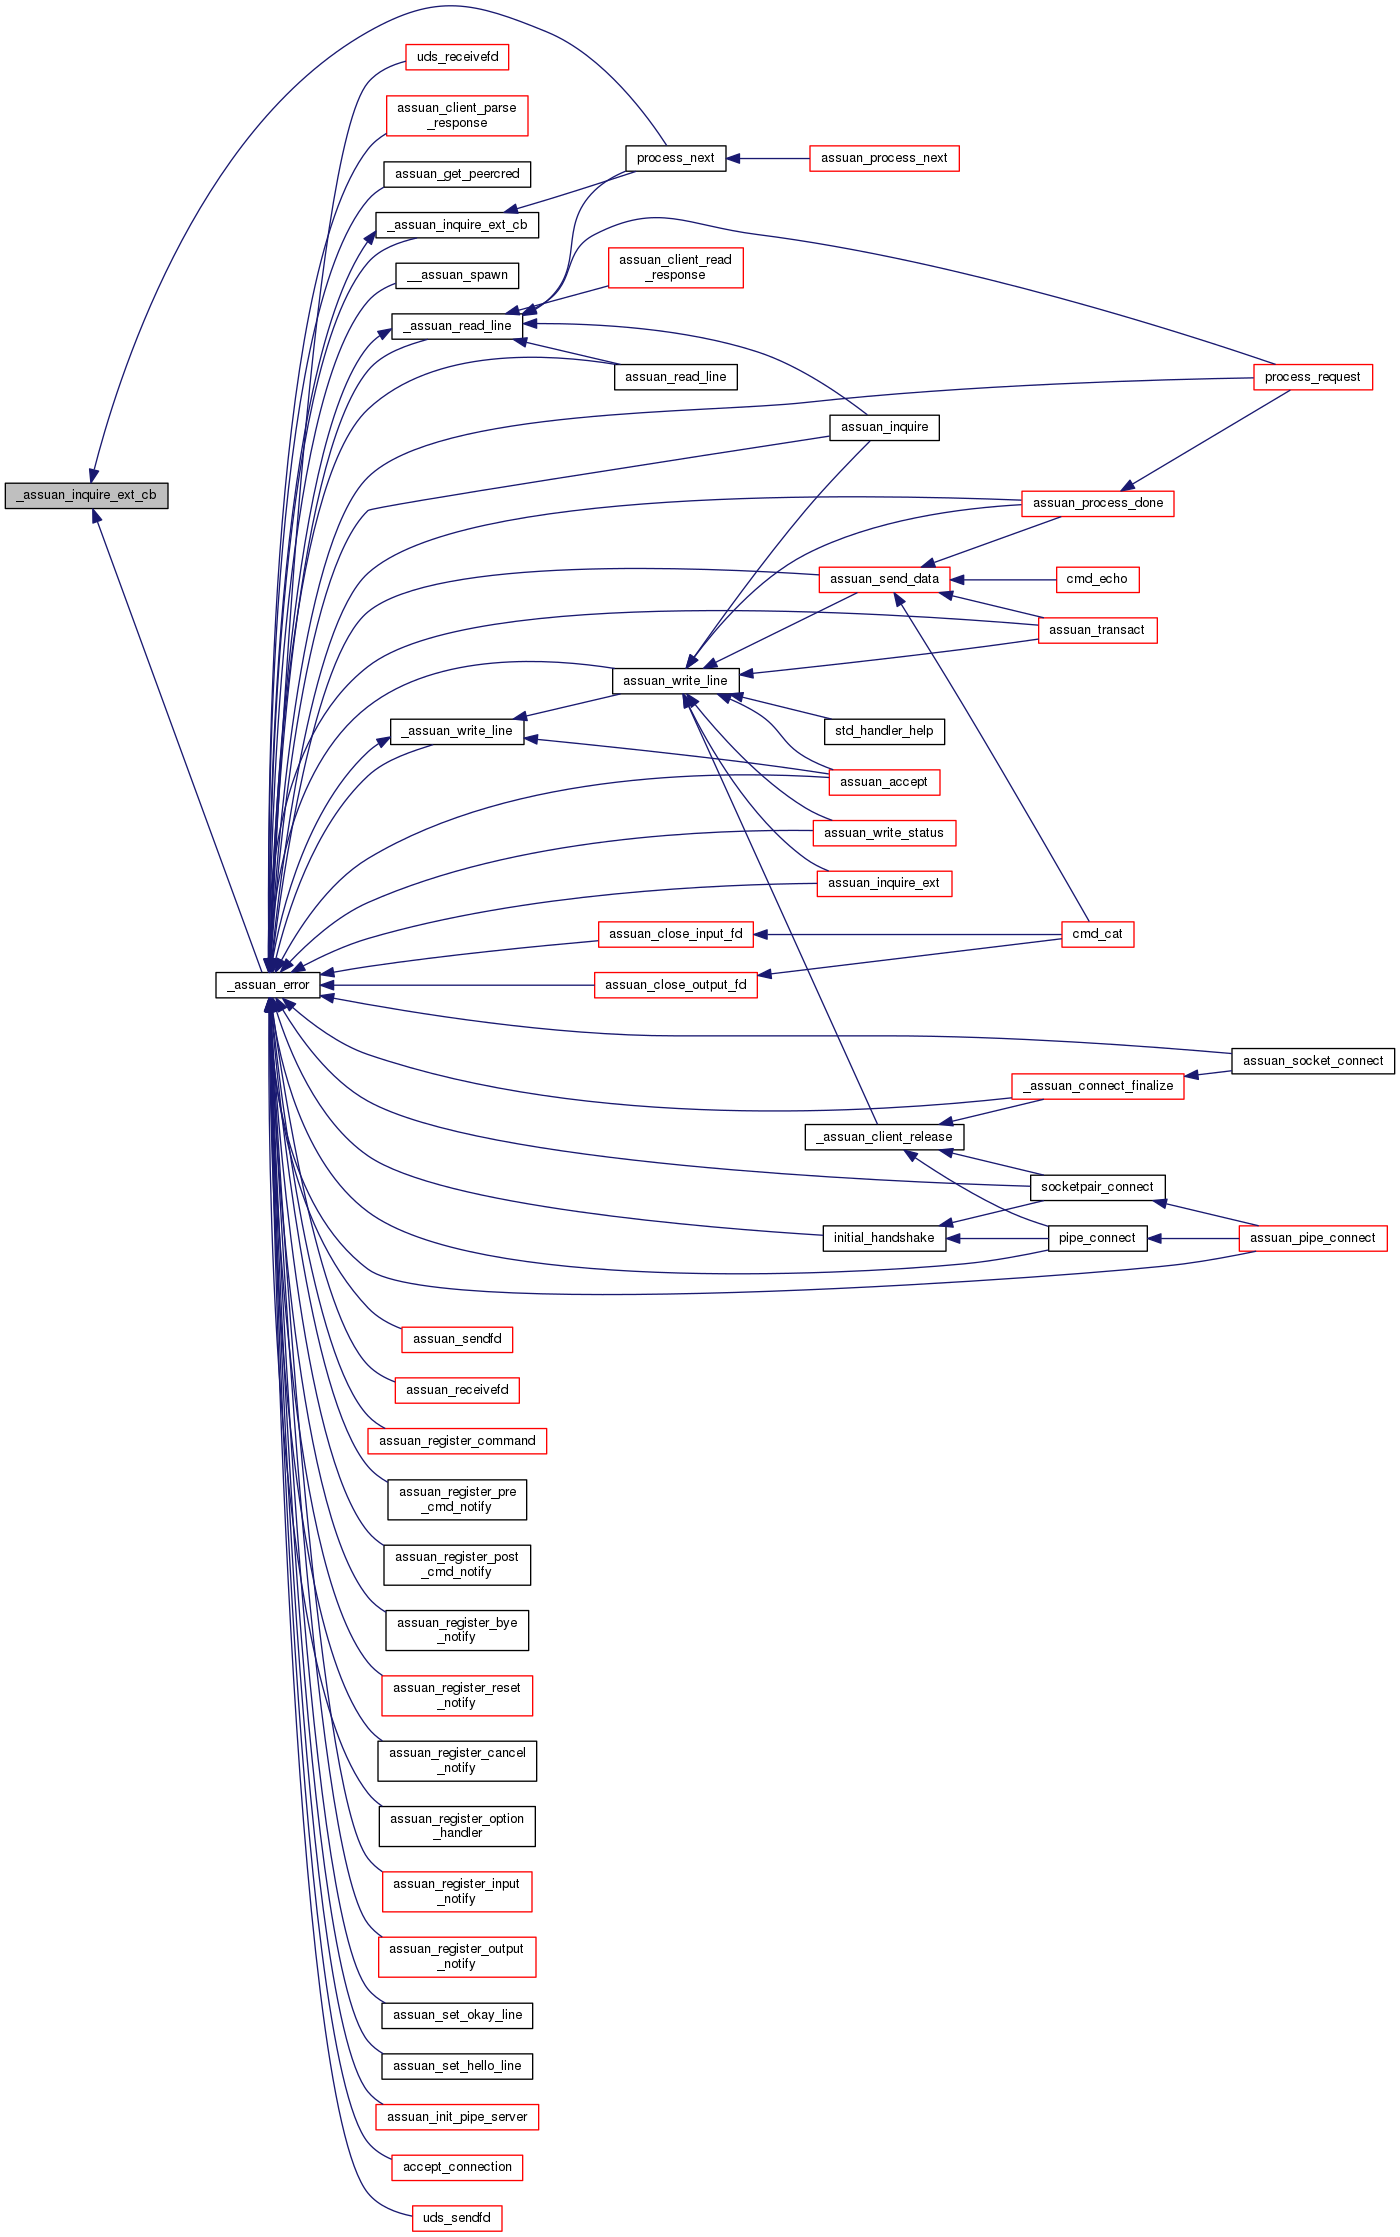 uds_receivefd
assuan_client_parse
_response
process_next
assuan_process_next
assuan_get_peercred
_assuan_inquire_ext_cb
__assuan_spawn
assuan_client_read
_response
_assuan_read_line
assuan_read_line
process_request
assuan_inquire
_assuan_inquire_ext_cb
assuan_process_done
assuan_send_data
cmd_echo
assuan_transact
assuan_write_line
_assuan_write_line
std_handler_help
assuan_accept
assuan_write_status
assuan_inquire_ext
assuan_close_input_fd
cmd_cat
_assuan_error
assuan_close_output_fd
assuan_socket_connect
_assuan_connect_finalize
_assuan_client_release
socketpair_connect
initial_handshake
pipe_connect
assuan_pipe_connect
assuan_sendfd
assuan_receivefd
assuan_register_command
assuan_register_pre
_cmd_notify
assuan_register_post
_cmd_notify
assuan_register_bye
_notify
assuan_register_reset
_notify
assuan_register_cancel
_notify
assuan_register_option
_handler
assuan_register_input
_notify
assuan_register_output
_notify
assuan_set_okay_line
assuan_set_hello_line
assuan_init_pipe_server
accept_connection
uds_sendfd